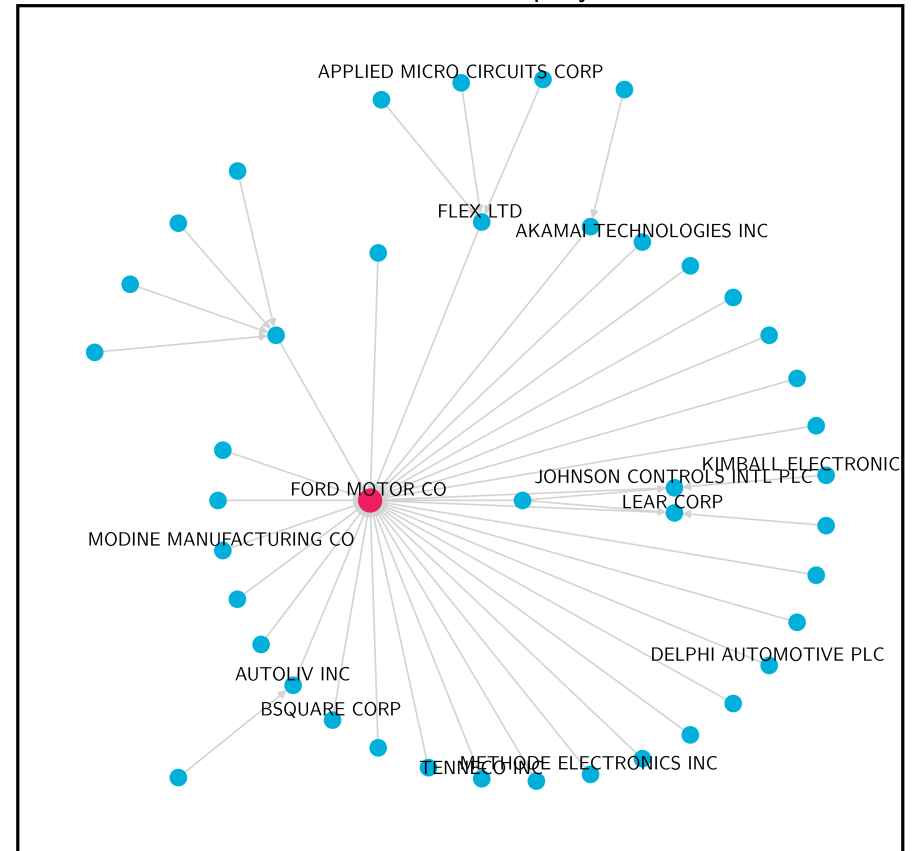 APPLIED MICRO CIRCUITS CORP
FLEX LTD
AKAMAI TECHNOLOGIES INC
KIMBALL ELECTRONIC
JOHNSON CONTROLS INTL PLC
FORD MOTOR CO
LEAR CORP
MODINE MANUFACTURING CO
DELPHI AUTOMOTIVE PLC
AUTOLIV INC
BSQUARE CORP
METHODE ELECTRONICS INC
TENNECO INC